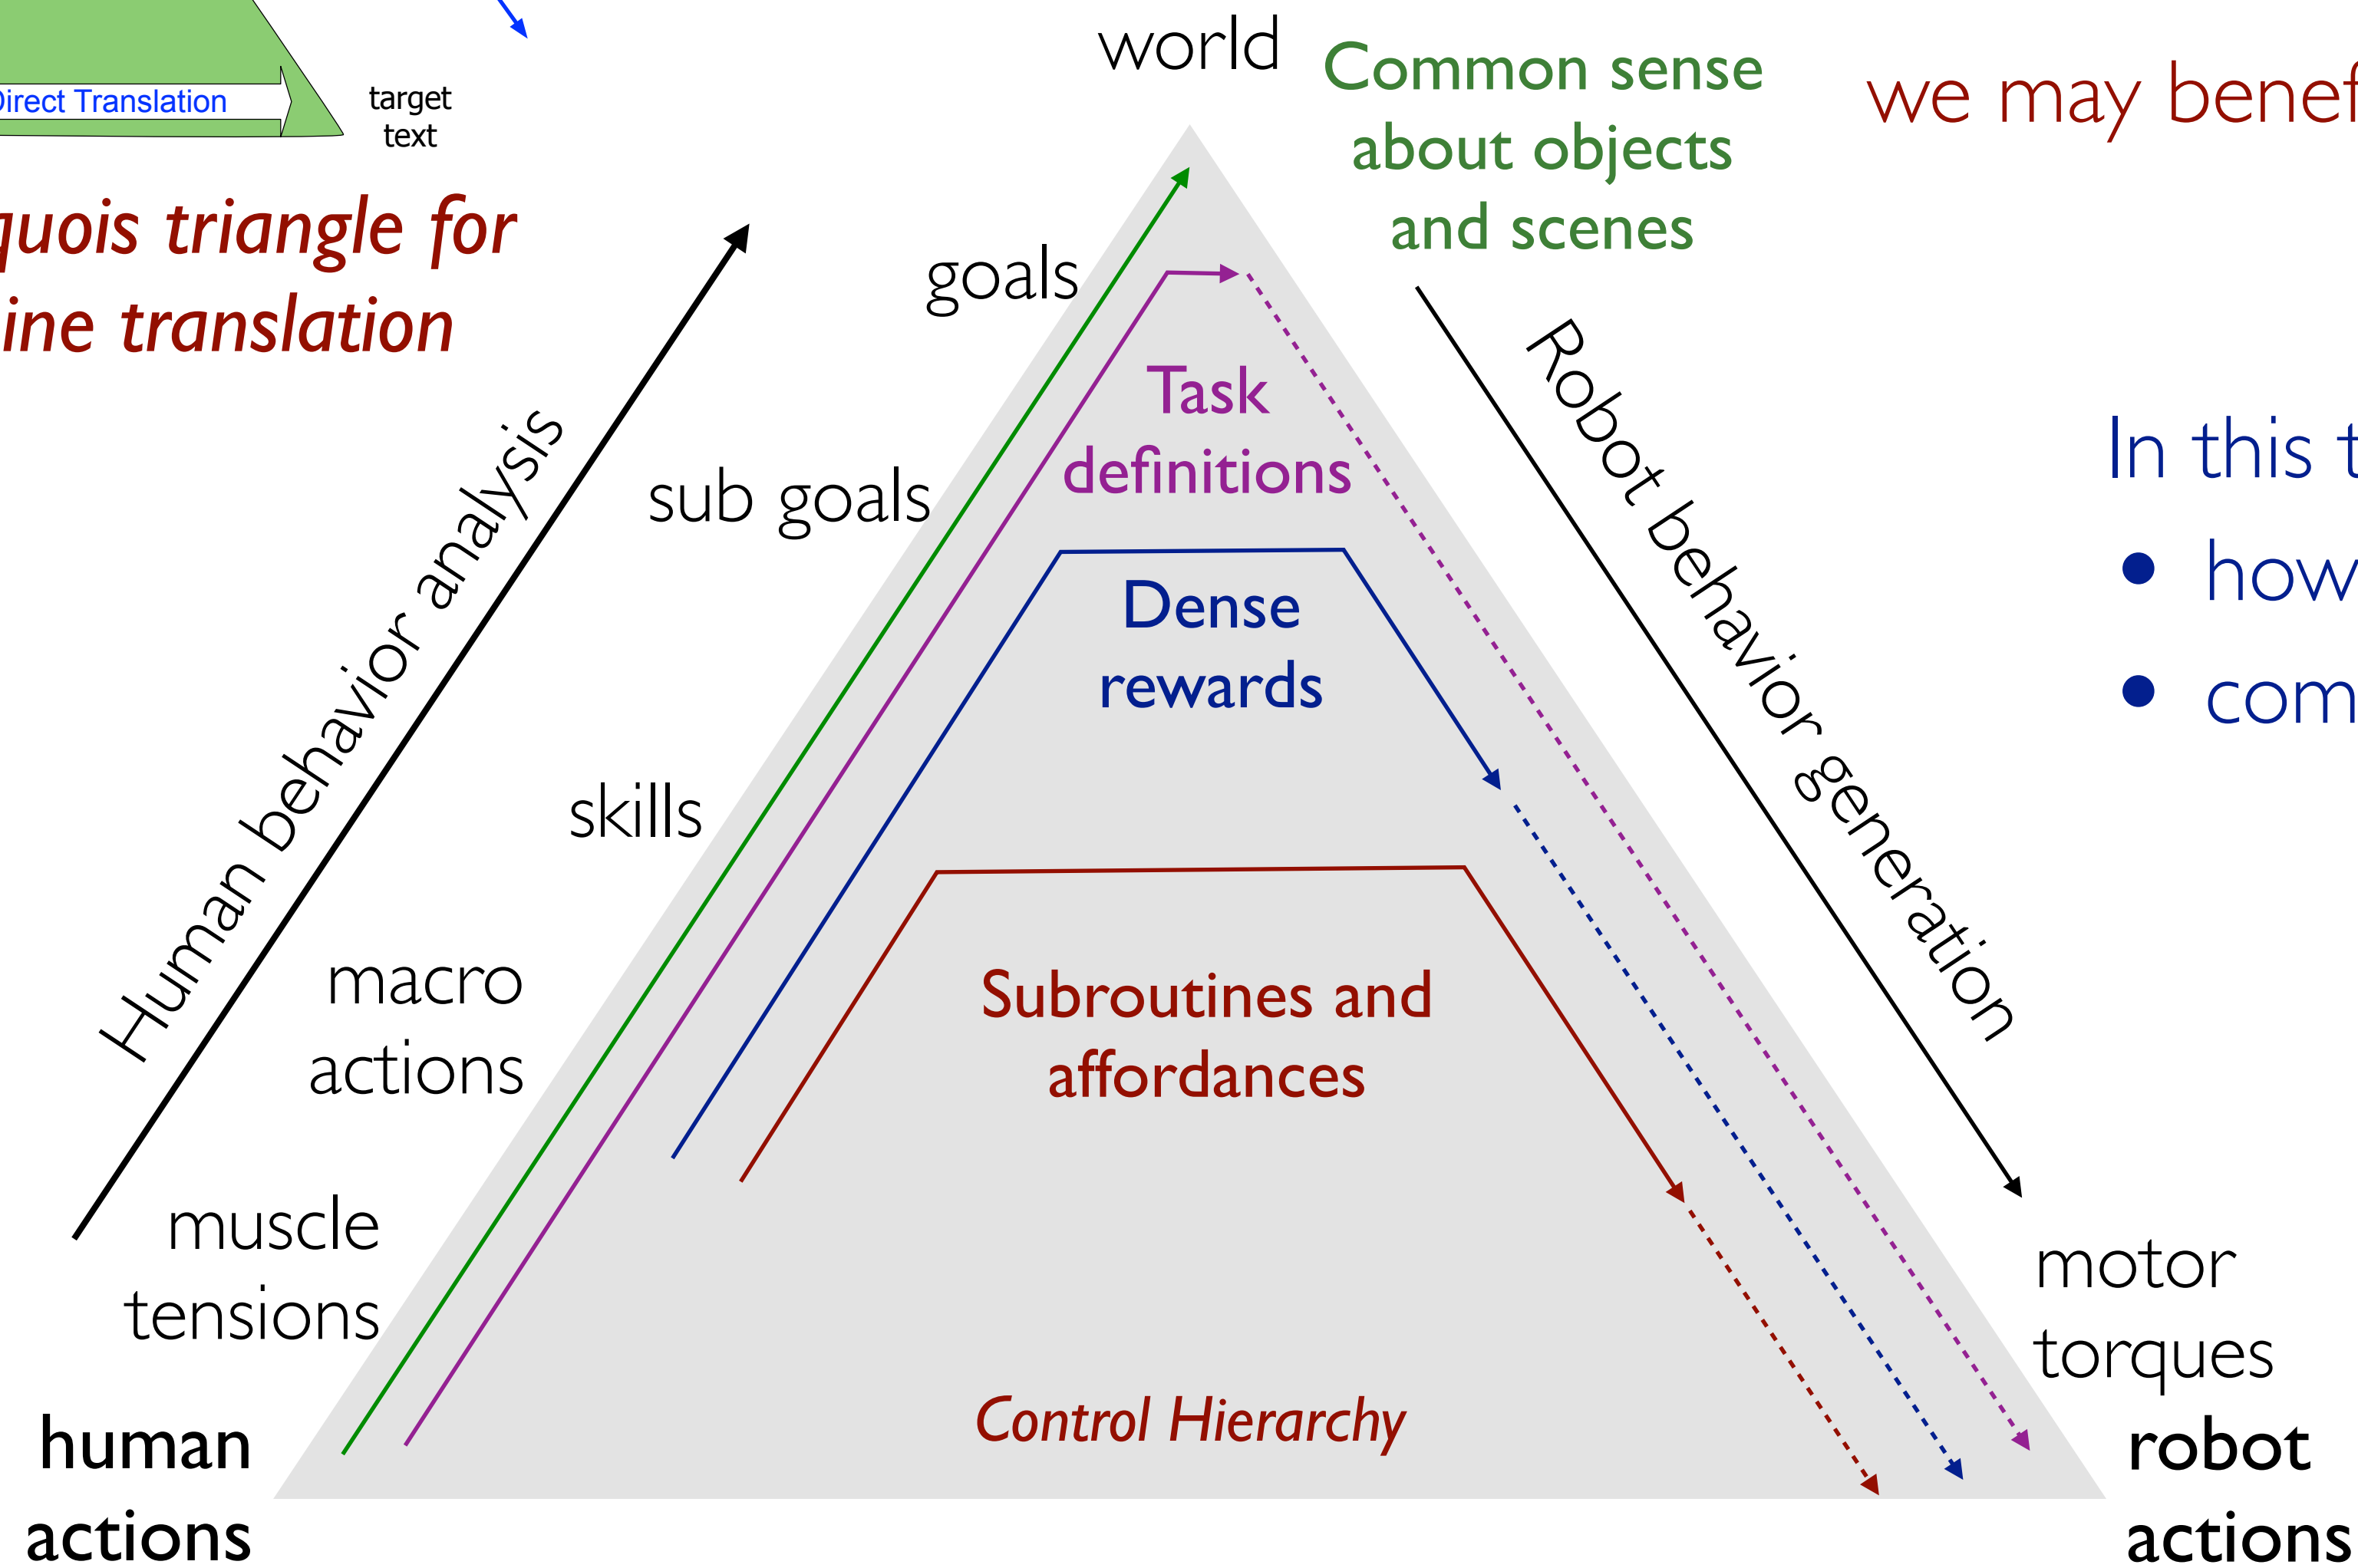 Direct Translation
target
text
quois triangle for
ine translation
world
Common sense
about objects
and scenes
we may benef
goals
Task
definitions
sub goals
Dense
rewards
skills
Human behavior analysis
Robot behavior generation
In this t
• how
• com
macro
actions
Subroutines and
affordances
muscle
tensions
motor
torques
Control Hierarchy
human
actions
robot
actions